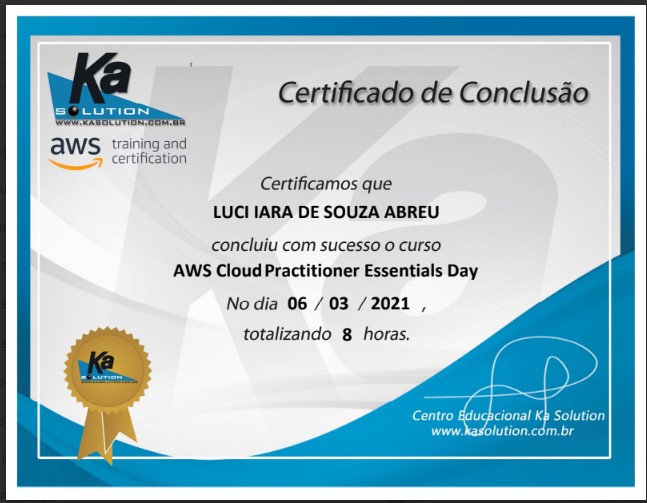 Ka
SOLUTION
WWW.KASOLUTION.COM.BR
aws training and
certification
Certificado de Conclusão
Certificamos que
LUCI IARA DE SOUZA ABREU
concluiu com sucesso o curso
AWS Cloud Practitioner Essentials Day
No dia 06 / 03 / 2021 ,
totalizando 8 horas.
Ka
SOLUTION
Centro Educacional Ka Solution
www.kasolution.com.br